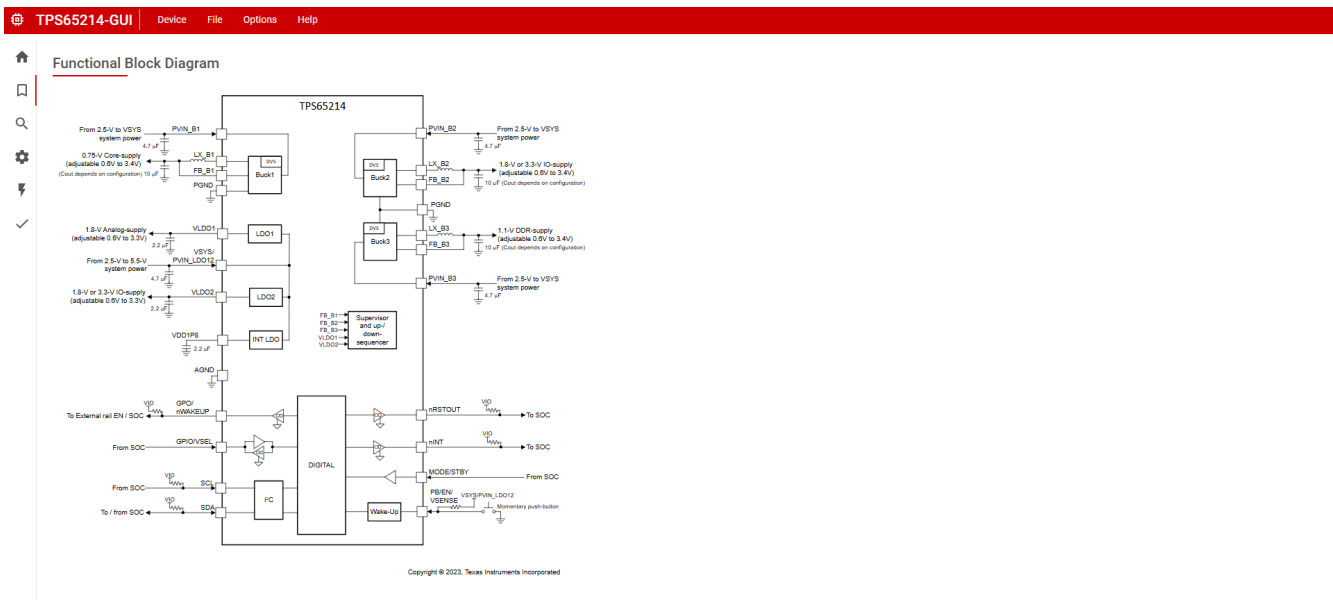 TPS65214-GUI Device File Options Help
Functional Block Diagram
TPS65214
From 2.5-V to VSYS
system power
PVIN_B1
4.7 µF
0.75-V Core-supply
(adjustable 0.6V to 3.4V)
(Cout depends on configuration) 10 µF
LX_B1
FB_B1
PGND
DVS
Buck1
1.8-V Analog-supply
(adjustable 0.6V to 3.3V)
2.2 µF
VLDO1
LDO1
From 2.5-V to 5.5-V
system power
VSYS/
PVIN_LDO12
4.7 µF
1.8-V or 3.3-V IO-supply
(adjustable 0.6V to 3.3V)
2.2 µF
VLDO2
LDO2
VDD1P8
2.2 µF
INT LDO
AGND
PVIN_B2
From 2.5-V to VSYS
system power
4.7 µF
DVS
Buck2
LX_B2
FB_B2
1.8-V or 3.3-V IO-supply
(adjustable 0.6V to 3.4V)
10 µF (Cout depends on configuration)
PGND
DVS
Buck3
LX_B3
FB_B3
1.1-V DDR-supply
(adjustable 0.6V to 3.4V)
10 µF (Cout depends on configuration)
PVIN_B3
From 2.5-V to VSYS
system power
4.7 µF
FB_B1
FB_B2
FB_B3
VLDO1
VLDO2
Supervisor
and up-/
down-
sequencer
VIO
To External rail EN / SOC
GPO/
nWAKEUP
From SOC
GPIO/VSEL
VIO
From SOC
SCL
VIO
To / from SOC
SDA
I²C
DIGITAL
nRSTOUT
VIO
To SOC
nINT
VIO
To SOC
MODE/STBY
From SOC
Wake-Up
PB/EN/
VSENSE
VSYS/PVIN_LDO12
Momentary push-button
Copyright © 2023, Texas Instruments Incorporated